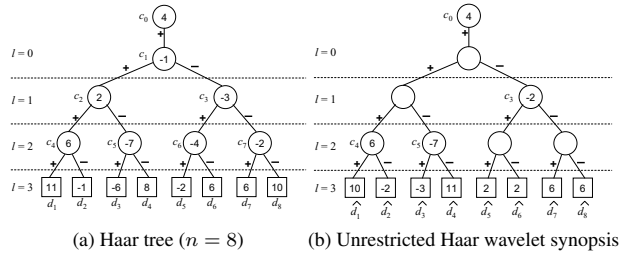 c0 4 c0 4
+ +
l = 0 c1 -1 l = 0
+ − + −
l = 1 c2 2 c3 -3 l = 1 c3 -2
+ − + − + − + −
l = 2 c4 6 c5 -7 c6 -4 c7 -2 l = 2 c4 6 c5 -7
+ − + − + − + − + − + − + − + −
l = 3 11 -1 -6 8 -2 6 6 10 l = 3 10 -2 -3 11 2 2 6 6
d1 d2 d3 d4 d5 d6 d7 d8 d̂1 d̂2 d̂3 d̂4 d̂5 d̂6 d̂7 d̂8
(a) Haar tree (n = 8) (b) Unrestricted Haar wavelet synopsis